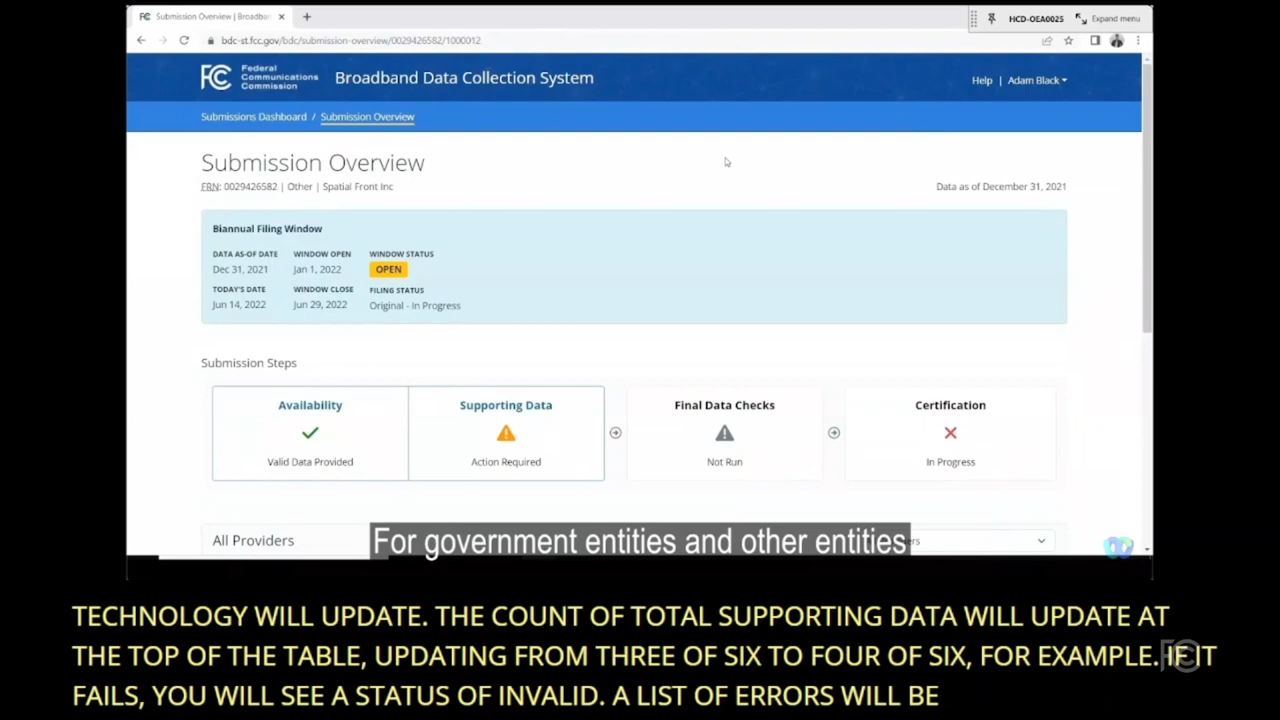 Submission Overview | Broadban
HCD-OEA0025
Expand menu
bdc-st.fcc.gov/bdc/submission-overview/0029426582/1000012
FCC
Federal
Communications
Commission
Broadband Data Collection System
Help | Adam Black
Submissions Dashboard / Submission Overview
Submission Overview
FRN: 0029426582 | Other | Spatial Front Inc
Data as of December 31, 2021
Biannual Filing Window
DATA AS-OF DATE WINDOW OPEN WINDOW STATUS
Dec 31, 2021 Jan 1, 2022 OPEN
TODAY'S DATE WINDOW CLOSE FILING STATUS
Jun 14, 2022 Jun 29, 2022 Original - In Progress
Submission Steps
Availability Supporting Data Final Data Checks Certification
Valid Data Provided Action Required Not Run In Progress
All Providers
For government entities and other entities
TECHNOLOGY WILL UPDATE. THE COUNT OF TOTAL SUPPORTING DATA WILL UPDATE AT
THE TOP OF THE TABLE, UPDATING FROM THREE OF SIX TO FOUR OF SIX, FOR EXAMPLE. IF IT
FAILS, YOU WILL SEE A STATUS OF INVALID. A LIST OF ERRORS WILL BE
FCC